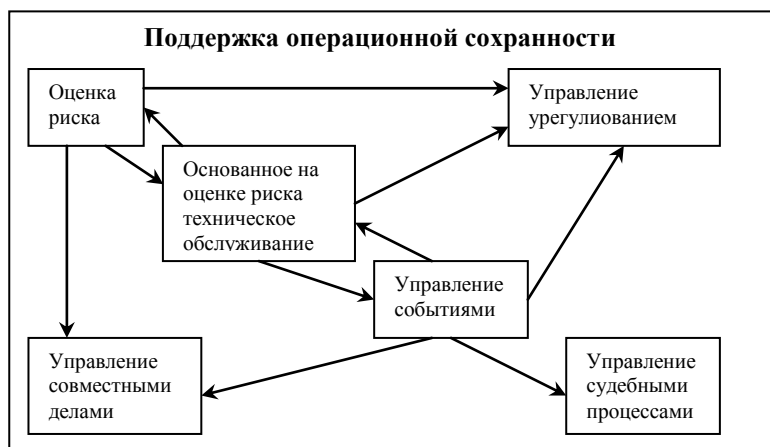 Поддержка операционной сохранности
Оценка
риска
Управление
урегулиованием
Основанное на
оценке риска
техническое
обслуживание
Управление
событиями
Управление
совместными
делами
Управление
судебными
процессами